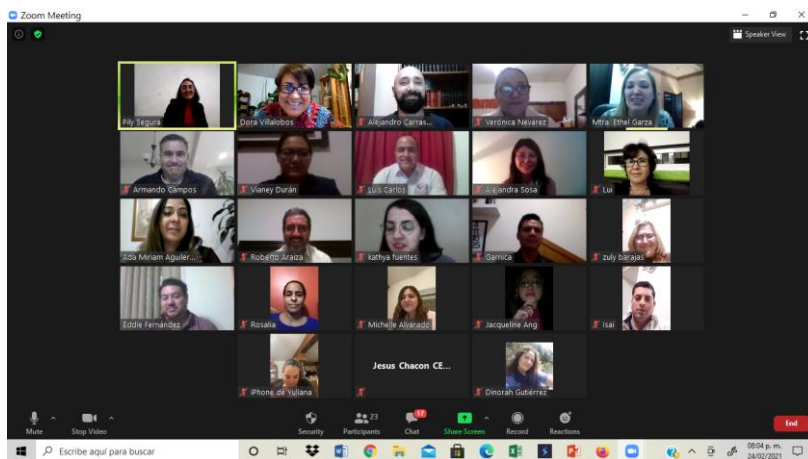 Zoom Meeting
Speaker View
Pily Segura
Dora Villalobos
Alejandro Carras...
Verónica Nevárez
Mtra. Ethel Garza
Armando Campos
Vianey Durán
Luis Carlos
Alejandra Sosa
Lui
Ada Miriam Aguiler...
Roberto Araiza
kathya fuentes
Garnica
zuly barajas
Eddie Fernández
Rosalia
Michelle Alvarado
Jacqueline Ang
Isai
iPhone de Yuliana
Jesus Chacon CE...
Dinorah Gutiérrez
Mute
Stop Video
Security
Participants
23
Chat
17
Share Screen
Record
Reactions
End
Escribe aquí para buscar
08:04 p. m.
24/02/2021